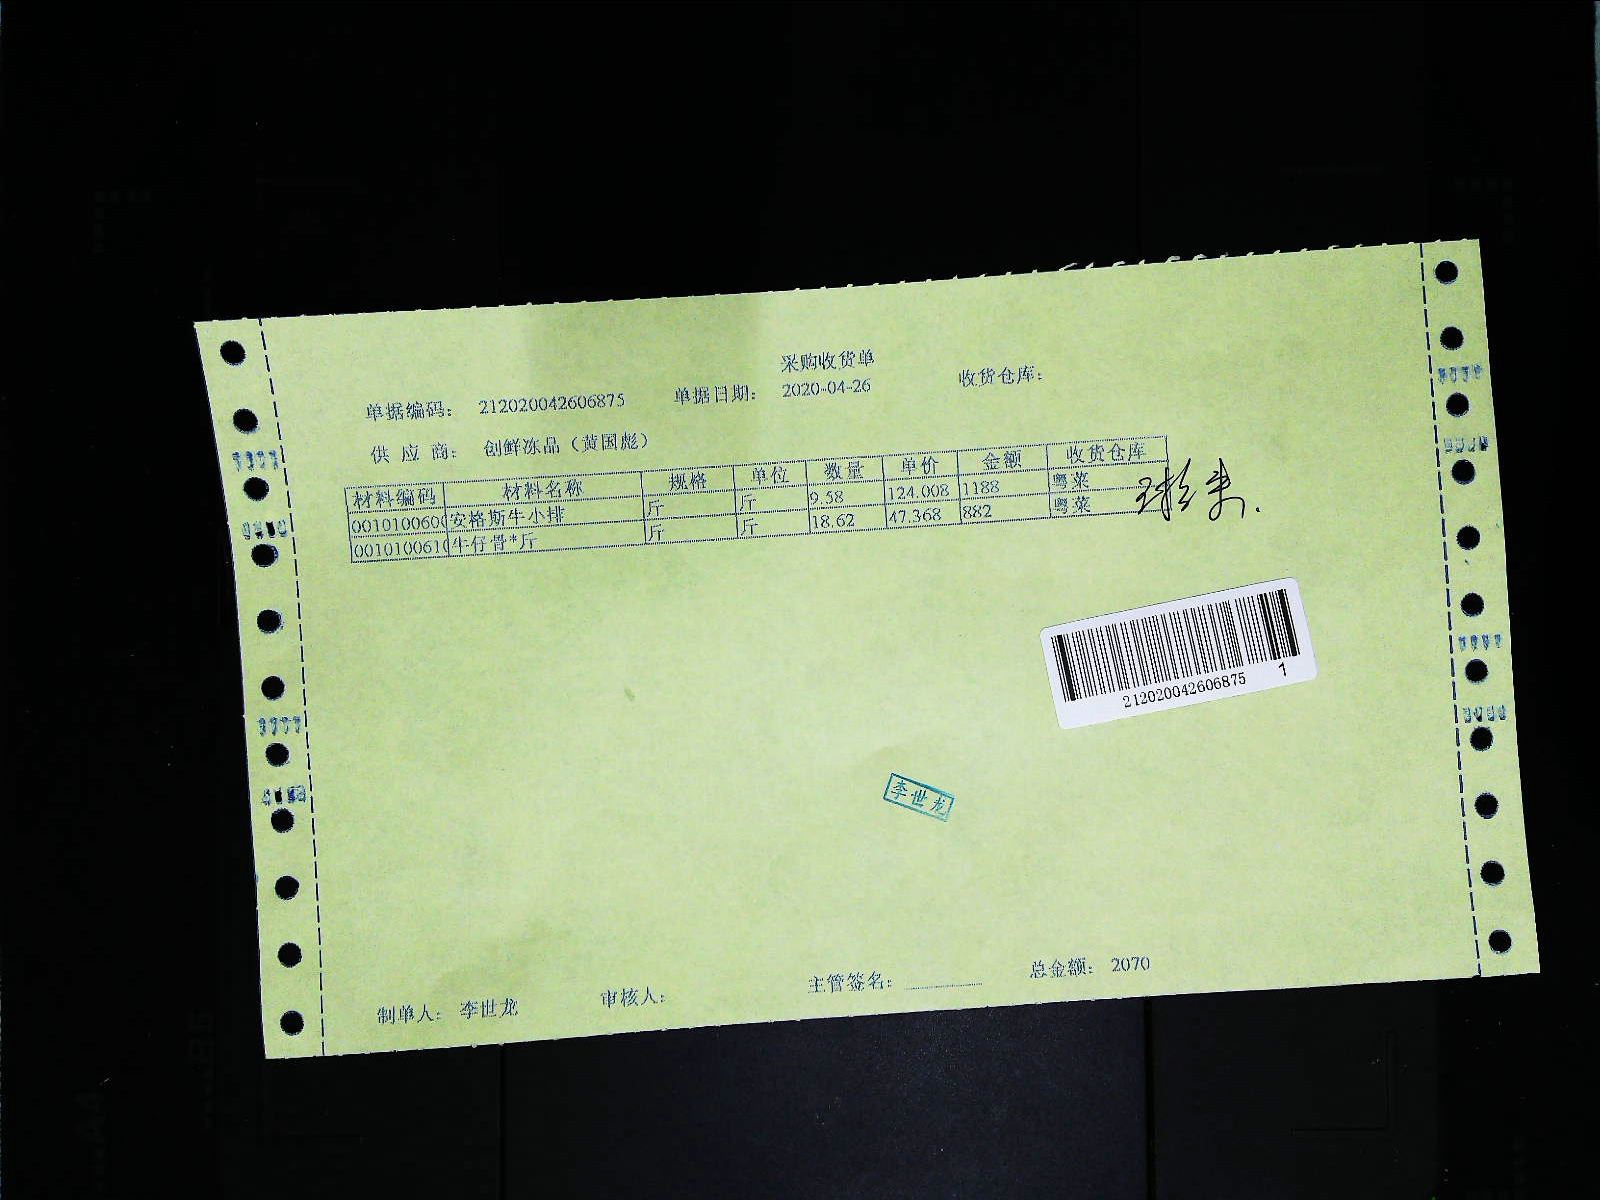 采购收货单
单据编码: 212020042606875 单据日期: 2020-04-26 收货仓库:
供 应 商: 创鲜冻品（黄国彪）
材料编码 材料名称 规格 单位 数量 单价 金额 收货仓库
0010100600 安格斯牛小排 斤 斤 9.58 124.008 1188 粤菜
0010100610 牛仔骨*斤 斤 斤 18.62 47.368 882 粤菜
212020042606875 1
李世龙
制单人: 李世龙 审核人: 主管签名: 总金额: 2070